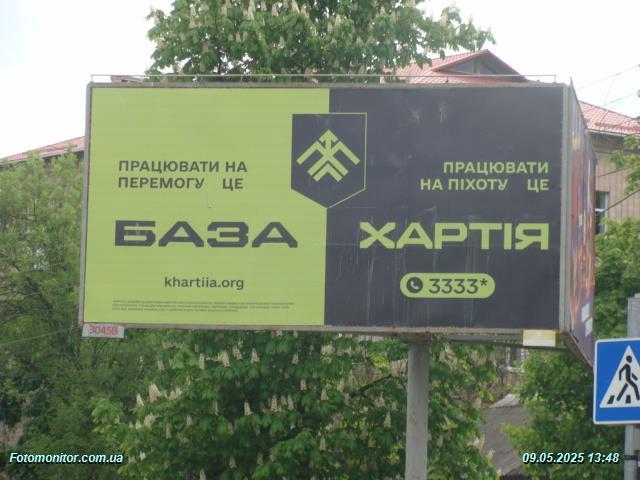 ПРАЦЮВАТИ НА
ПЕРЕМОГУ ЦЕ
БАЗА
khartiia.org
ПРАЦЮВАТИ
НА ПІХОТУ ЦЕ
ХАРТІЯ
3333*
3045B
Fotomonitor.com.ua
09.05.2025 13:48